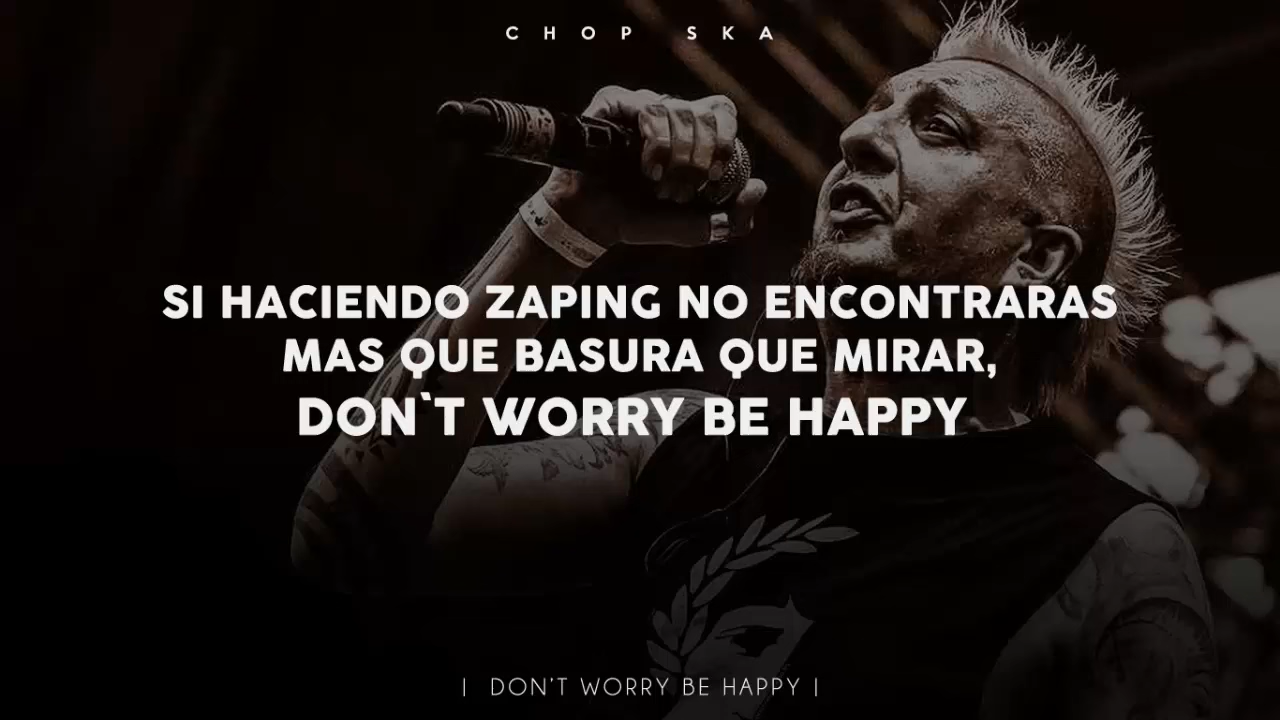 CHOP SKA
SI HACIENDO ZAPING NO ENCONTRARAS
MAS QUE BASURA QUE MIRAR,
DON`T WORRY BE HAPPY
| DON'T WORRY BE HAPPY |